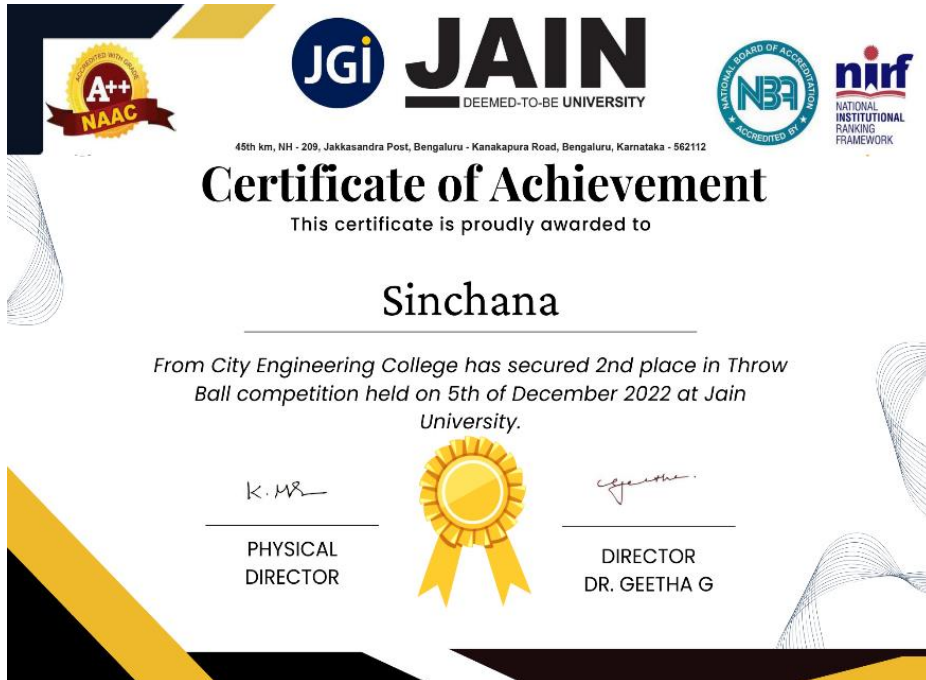 ACCREDITED WITH GRADE
A++
NAAC
JGi
JAIN
DEEMED-TO-BE UNIVERSITY
NATIONAL BOARD OF ACCREDITATION
NBA
ACCREDITED BY
nirf
NATIONAL
INSTITUTIONAL
RANKING
FRAMEWORK
45th km, NH - 209, Jakkasandra Post, Bengaluru - Kanakapura Road, Bengaluru, Karnataka - 562112
Certificate of Achievement
This certificate is proudly awarded to
Sinchana
From City Engineering College has secured 2nd place in Throw
Ball competition held on 5th of December 2022 at Jain
University.
PHYSICAL
DIRECTOR
DIRECTOR
DR. GEETHA G